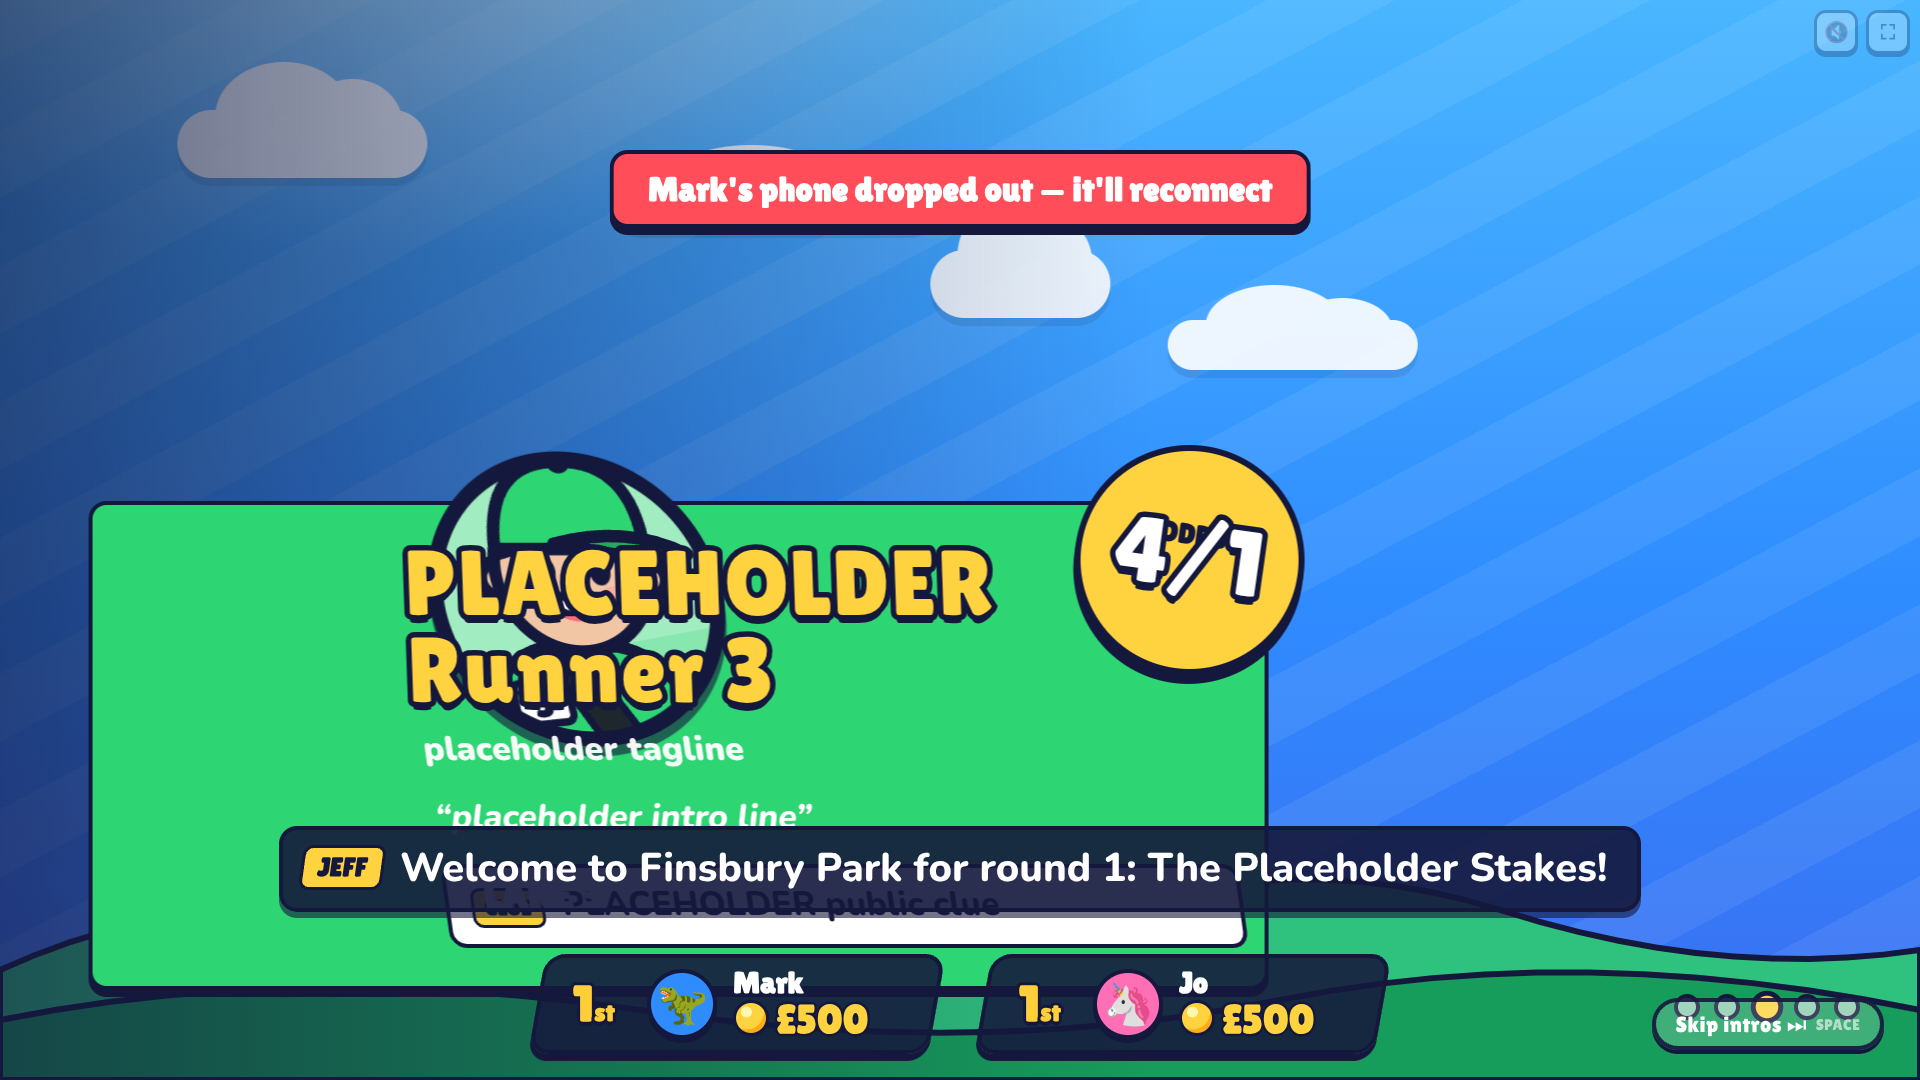 Mark's phone dropped out — it'll reconnect
4/1
PLACEHOLDER
Runner 3
placeholder tagline
“placeholder intro line”
JEFF Welcome to Finsbury Park for round 1: The Placeholder Stakes!
PLACEHOLDER public clue
1st Mark £500
1st Jo £500
Skip intros SPACE